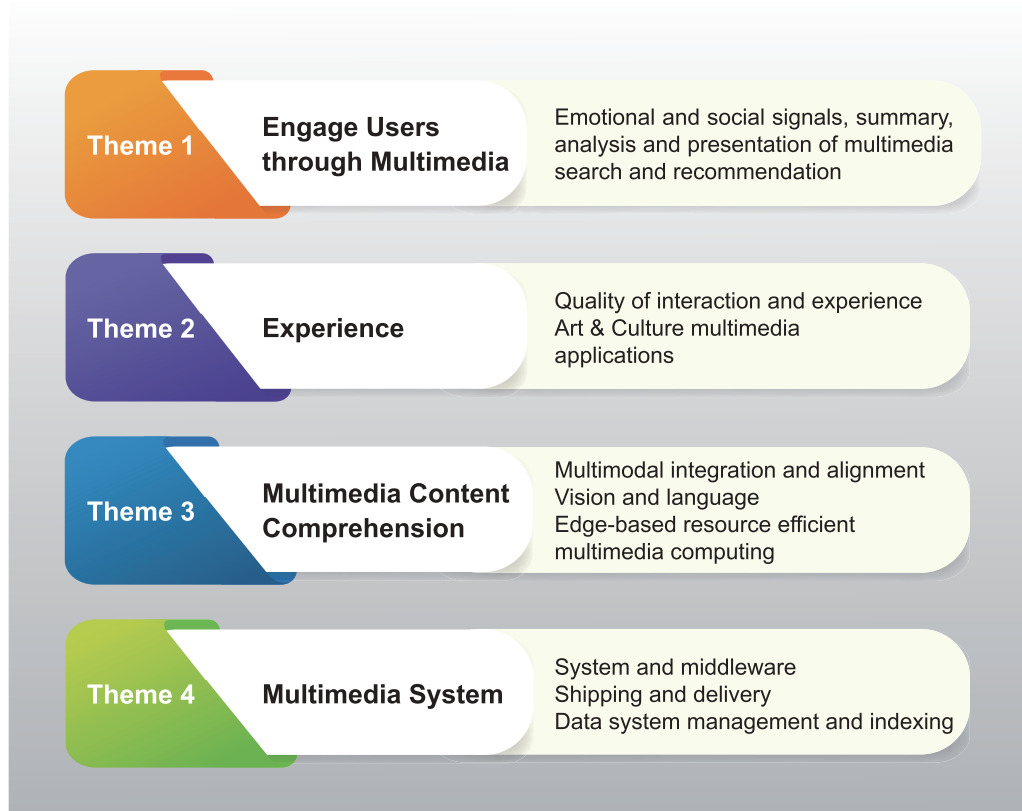 Theme 1
Engage Users
through Multimedia
Emotional and social signals, summary,
analysis and presentation of multimedia
search and recommendation
Theme 2
Experience
Quality of interaction and experience
Art & Culture multimedia
applications
Theme 3
Multimedia Content
Comprehension
Multimodal integration and alignment
Vision and language
Edge-based resource efficient
multimedia computing
Theme 4
Multimedia System
System and middleware
Shipping and delivery
Data system management and indexing